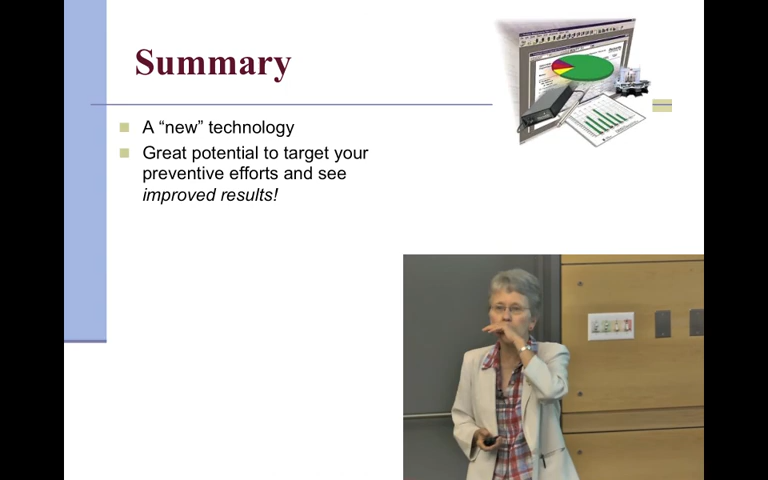 Summary
A “new” technology
Great potential to target your
preventive efforts and see
improved results!